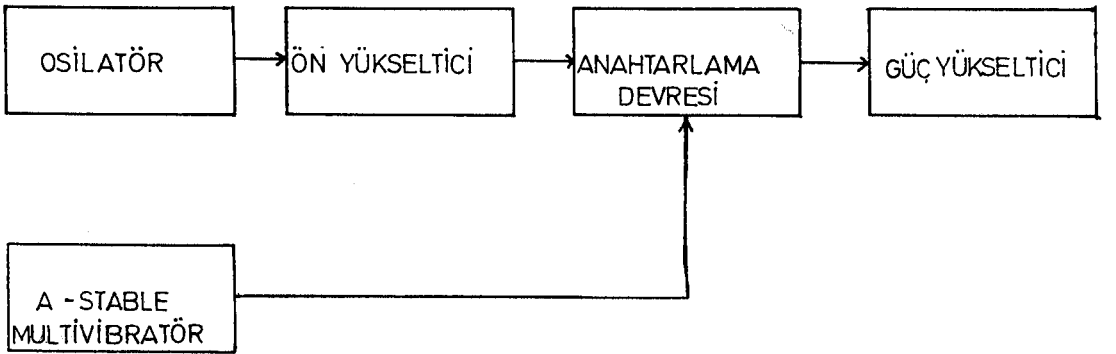 OSİLATÖR
ÖN YÜKSELTİCİ
ANAHTARLAMA
DEVRESİ
GÜÇ YÜKSELTİCİ
A - STABLE
MULTİVİBRATÖR